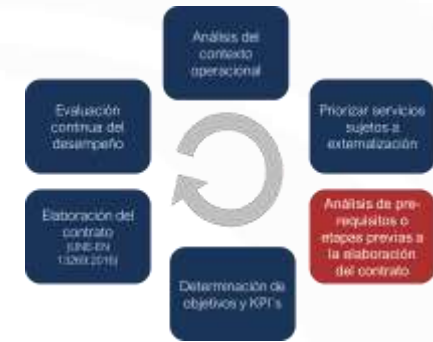 Análisis del
contexto
operacional
Priorizar servicios
sujetos a
externalización
Análisis de pre-
requisitos o
etapas previas a
la elaboración
del contrato
Determinación de
objetivos y KPI´s
Elaboración del
contrato
(UNE-EN
13269:2016)
Evaluación
continua del
desempeño